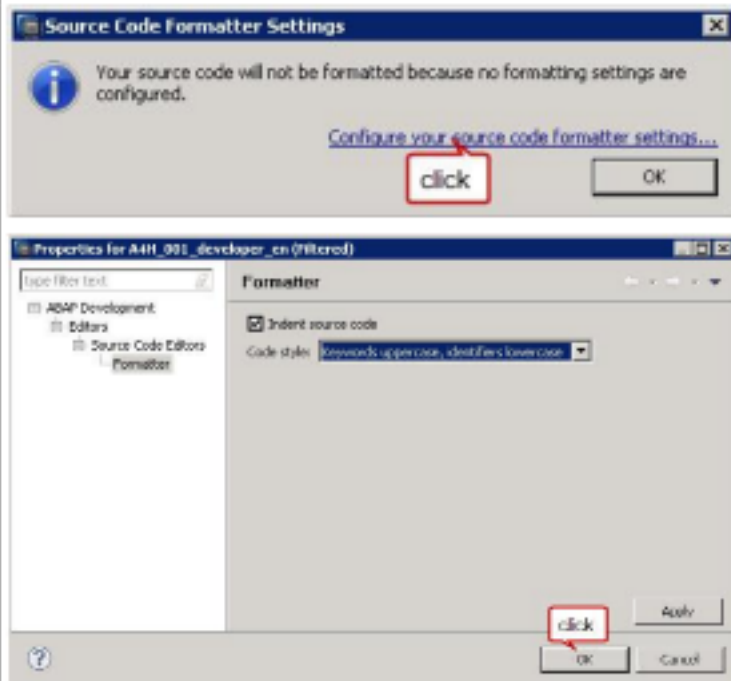 Source Code Formatter Settings
Your source code will not be formatted because no formatting settings are
configured.
Configure your source code formatter settings...
click
OK
Properties for A4H_001_developer_en (Filtered)
type filter text
Formatter
ABAP Development
Editors
Indent source code
Source Code Editors
Code style: Keywords uppercase, identifiers lowercase
Formatter
Apply
click
OK
Cancel